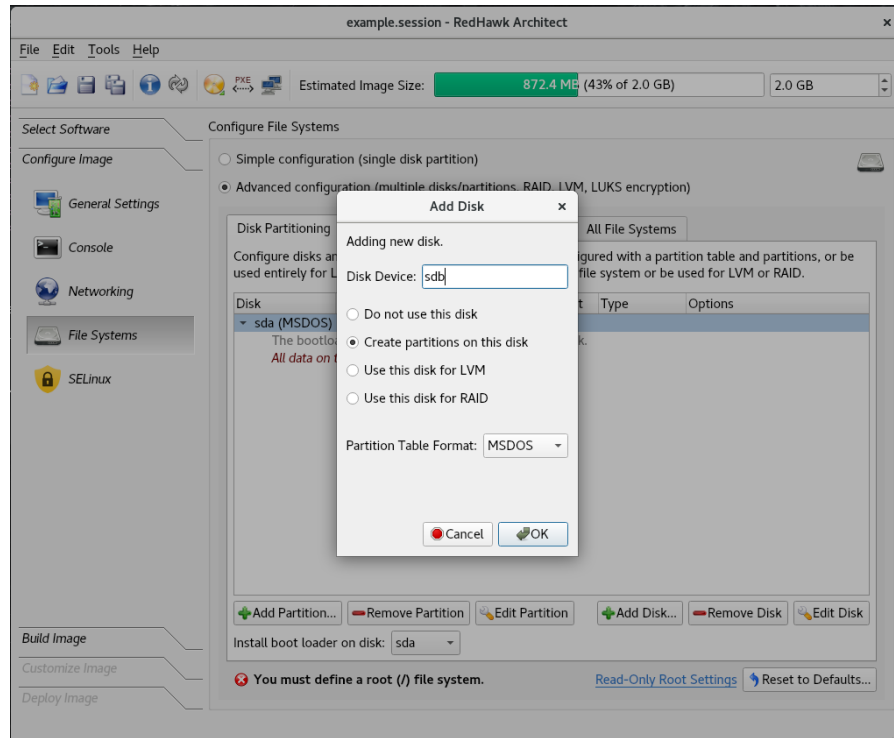 example.session - RedHawk Architect
File Edit Tools Help
PXE
Estimated Image Size: 872.4 MB (43% of 2.0 GB) 2.0 GB
Select Software
Configure Image
General Settings
Console
Networking
File Systems
SELinux
Build Image
Customize Image
Deploy Image
Configure File Systems
Simple configuration (single disk partition)
Advanced configuration (multiple disks/partitions, RAID, LVM, LUKS encryption)
Disk Partitioning All File Systems
Configure disks
used entirely for file system or be used for LVM or RAID.
with a partition table and partitions, or be
Disk Type Options
sda (MSDOS)
The
All data on
Add Disk
Adding new disk.
Disk Device: sdb
Do not use this disk
Create partitions on this disk
Use this disk for LVM
Use this disk for RAID
Partition Table Format: MSDOS
Cancel OK
Add Partition... Remove Partition Edit Partition Add Disk... Remove Disk Edit Disk
Install boot loader on disk: sda
You must define a root (/) file system. Read-Only Root Settings Reset to Defaults...